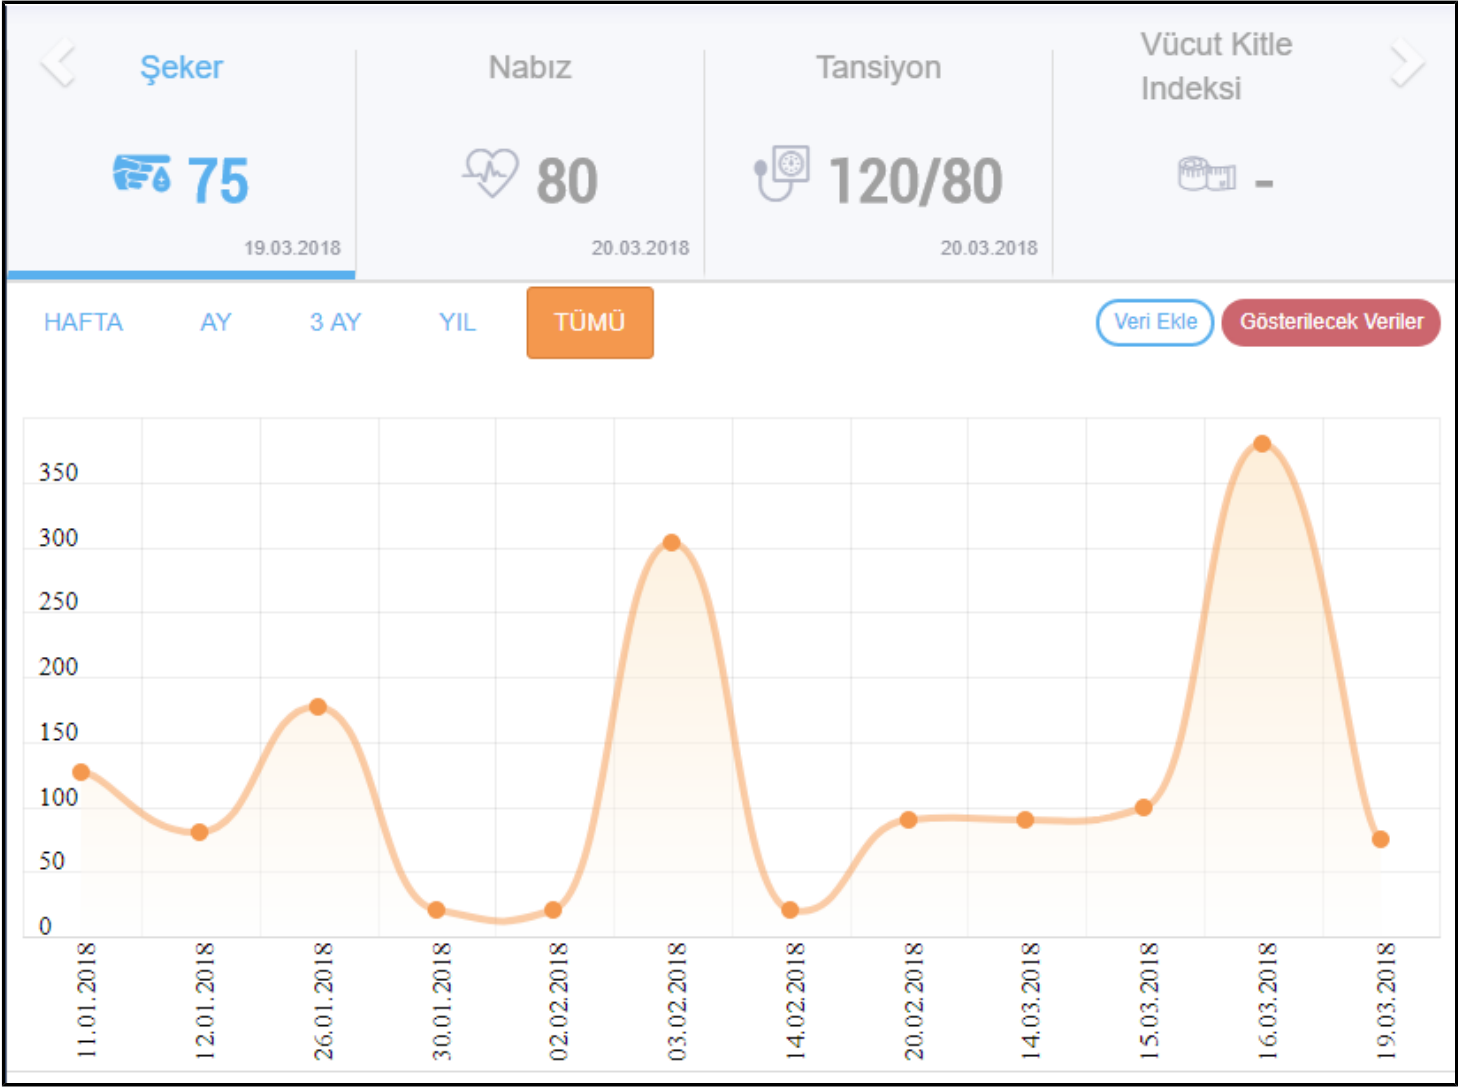 Şeker
Nabız
Tansiyon
Vücut Kitle
Indeksi
75
80
120/80
-
19.03.2018
20.03.2018
20.03.2018
HAFTA
AY
3 AY
YIL
TÜMÜ
Veri Ekle
Gösterilecek Veriler
350
300
250
200
150
100
50
0
11.01.2018
12.01.2018
26.01.2018
30.01.2018
02.02.2018
03.02.2018
14.02.2018
20.02.2018
14.03.2018
15.03.2018
16.03.2018
19.03.2018